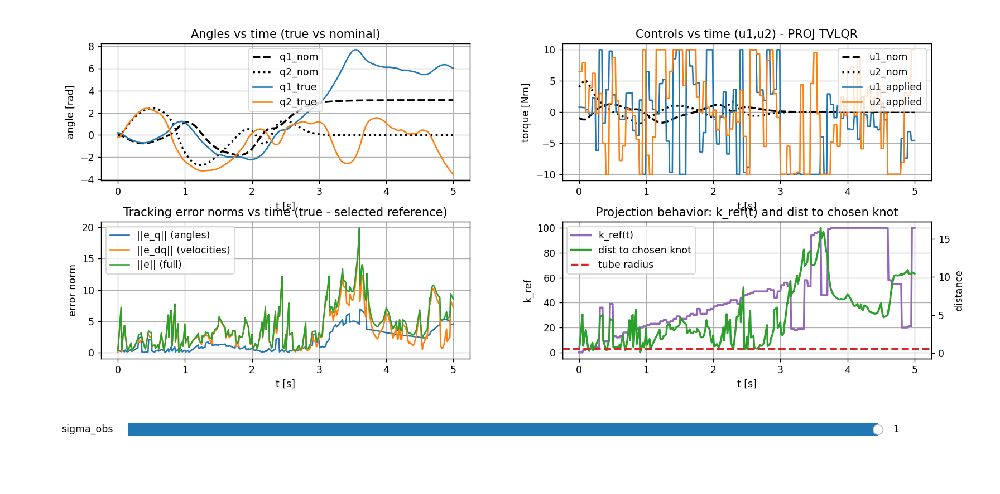 Angles vs time (true vs nominal)
8
6
4
2
0
−2
−4
angle [rad]
q1_nom
q2_nom
q1_true
q2_true
0 1 2 3 4 5
t [s]
Controls vs time (u1,u2) - PROJ TVLQR
10
5
0
−5
−10
torque [Nm]
u1_nom
u2_nom
u1_applied
u2_applied
0 1 2 3 4 5
t [s]
Tracking error norms vs time (true - selected reference)
20
15
10
5
0
error norm
||e_q|| (angles)
||e_dq|| (velocities)
||e|| (full)
0 1 2 3 4 5
t [s]
Projection behavior: k_ref(t) and dist to chosen knot
100
80
60
40
20
0
k_ref
k_ref(t)
dist to chosen knot
tube radius
15
10
5
0
distance
0 1 2 3 4 5
t [s]
sigma_obs 1